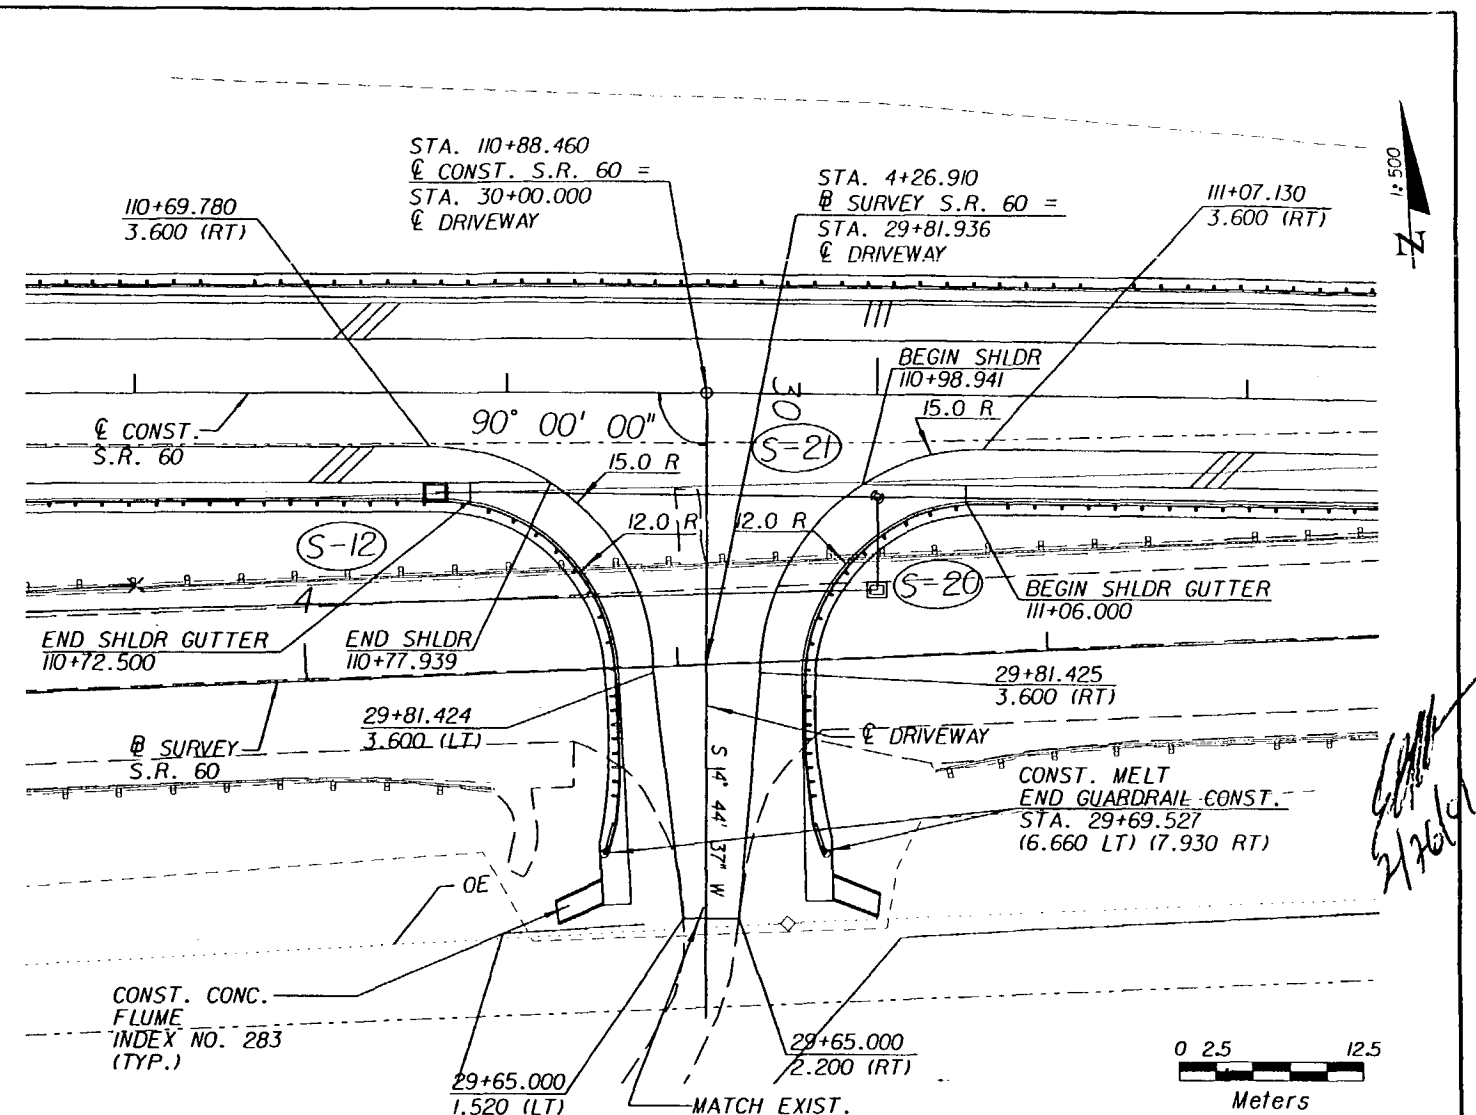 STA. 110+88.460
℄ CONST. S.R. 60 =
STA. 30+00.000
℄ DRIVEWAY
STA. 4+26.910
B SURVEY S.R. 60 =
STA. 29+81.936
℄ DRIVEWAY
110+69.780
3.600 (RT)
111+07.130
3.600 (RT)
1:500
N
BEGIN SHLDR
110+98.941
15.0 R
℄ CONST.
S.R. 60
90° 00' 00"
30
S-21
15.0 R
12.0 R
12.0 R
S-12
S-20
4
BEGIN SHLDR GUTTER
111+06.000
END SHLDR GUTTER
110+72.500
END SHLDR
110+77.939
29+81.425
3.600 (RT)
29+81.424
3.600 (LT)
B SURVEY
S.R. 60
℄ DRIVEWAY
S 14° 44' 37" W
CONST. MELT
END GUARDRAIL CONST.
STA. 29+69.527
(6.660 LT) (7.930 RT)
OE
CONST. CONC.
FLUME
INDEX NO. 283
(TYP.)
29+65.000
1.520 (LT)
29+65.000
2.200 (RT)
MATCH EXIST.
0 2.5 12.5
Meters